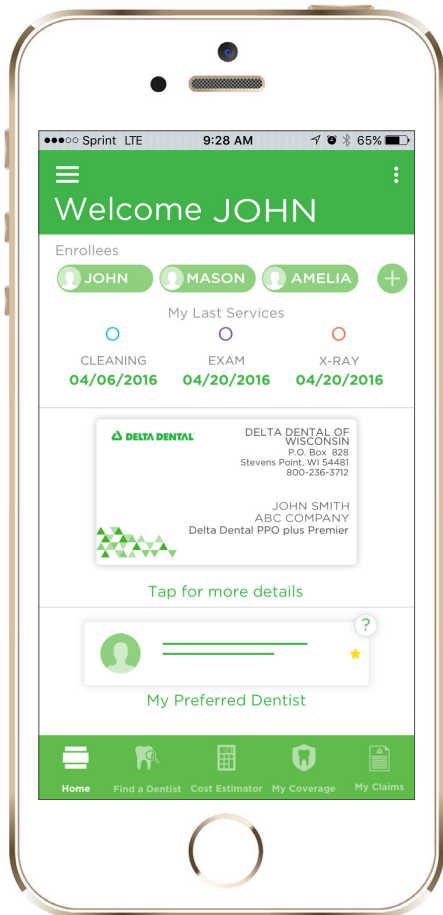 Sprint LTE 9:28 AM 65%
Welcome JOHN
Enrollees
JOHN MASON AMELIA +
My Last Services
CLEANING EXAM X-RAY
04/06/2016 04/20/2016 04/20/2016
DELTA DENTAL
DELTA DENTAL OF
WISCONSIN
P.O. Box 828
Stevens Point, WI 54481
800-236-3712
JOHN SMITH
ABC COMPANY
Delta Dental PPO plus Premier
Tap for more details
?
My Preferred Dentist
Home Find a Dentist Cost Estimator My Coverage My Claims